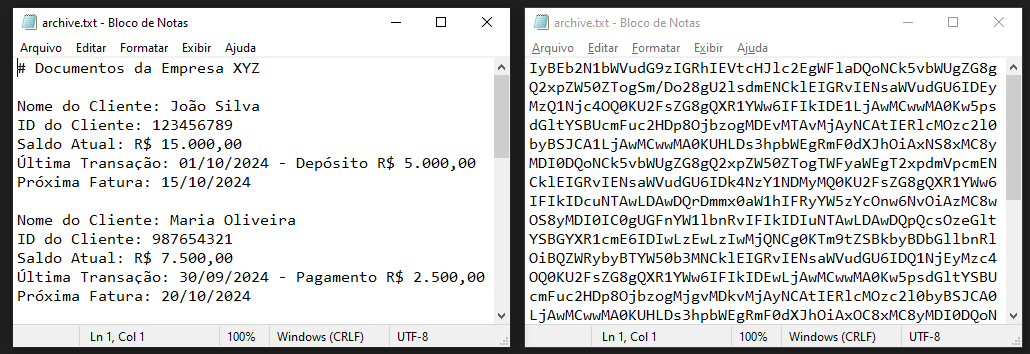 archive.txt - Bloco de Notas
Arquivo Editar Formatar Exibir Ajuda
# Documentos da Empresa XYZ
Nome do Cliente: João Silva
ID do Cliente: 123456789
Saldo Atual: R$ 15.000,00
Última Transação: 01/10/2024 - Depósito R$ 5.000,00
Próxima Fatura: 15/10/2024
Nome do Cliente: Maria Oliveira
ID do Cliente: 987654321
Saldo Atual: R$ 7.500,00
Última Transação: 30/09/2024 - Pagamento R$ 2.500,00
Próxima Fatura: 20/10/2024
Ln 1, Col 1 100% Windows (CRLF) UTF-8
archive.txt - Bloco de Notas
Arquivo Editar Formatar Exibir Ajuda
IyBEb2N1bWVudG9zIGRhIEVtcHJlc2EgWFlaDQoNCk5vbWUgZG8g
Q2xpZW50ZTogSm/Do28gU2lsdmENCklEIGRvIENsaWVudGU6IDEy
MzQ1Njc4OQ0KU2FsZG8gQXR1YWw6IFIkIDE1LjAwMCwwMA0Kw5ps
dGltYSBUcmFuc2HDp8OjbzogMDEvMTAvMjAyNCAtIERlcMOzc2l0
byBSJCA1LjAwMCwwMA0KUHLDs3hpbWEgRmF0dXJhOiAxNS8xMC8y
MDI0DQoNCk5vbWUgZG8gQ2xpZW50ZTogTWFyaWEgT2xpdmVpcmEN
CklEIGRvIENsaWVudGU6IDk4NzY1NDMyMQ0KU2FsZG8gQXR1YWw6
IFIkIDcuNTAwLDAwDQrDmmx0aW1hIFRyYW5zYcOnw6NvOiAzMC8w
OS8yMDI0IC0gUGFnYW1lbnRvIFIkIDIuNTAwLDAwDQpQcsOzeGlt
YSBGYXR1cmE6IDIwLzEwLzIwMjQNCg0KTm9tZSBkbyBDbGllbnRl
OiBQZWRybyBTYW50b3MNCklEIGRvIENsaWVudGU6IDQ1NjEyMzc4
OQ0KU2FsZG8gQXR1YWw6IFIkIDEwLjAwMCwwMA0Kw5psdGltYSBU
cmFuc2HDp8OjbzogMjgvMDkvMjAyNCAtIERlcMOzc2l0byBSJCA0
LjAwMCwwMA0KUHLDs3hpbWEgRmF0dXJhOiAxOC8xMC8yMDI0DQoN
Ln 1, Col 1 100% Windows (CRLF) UTF-8